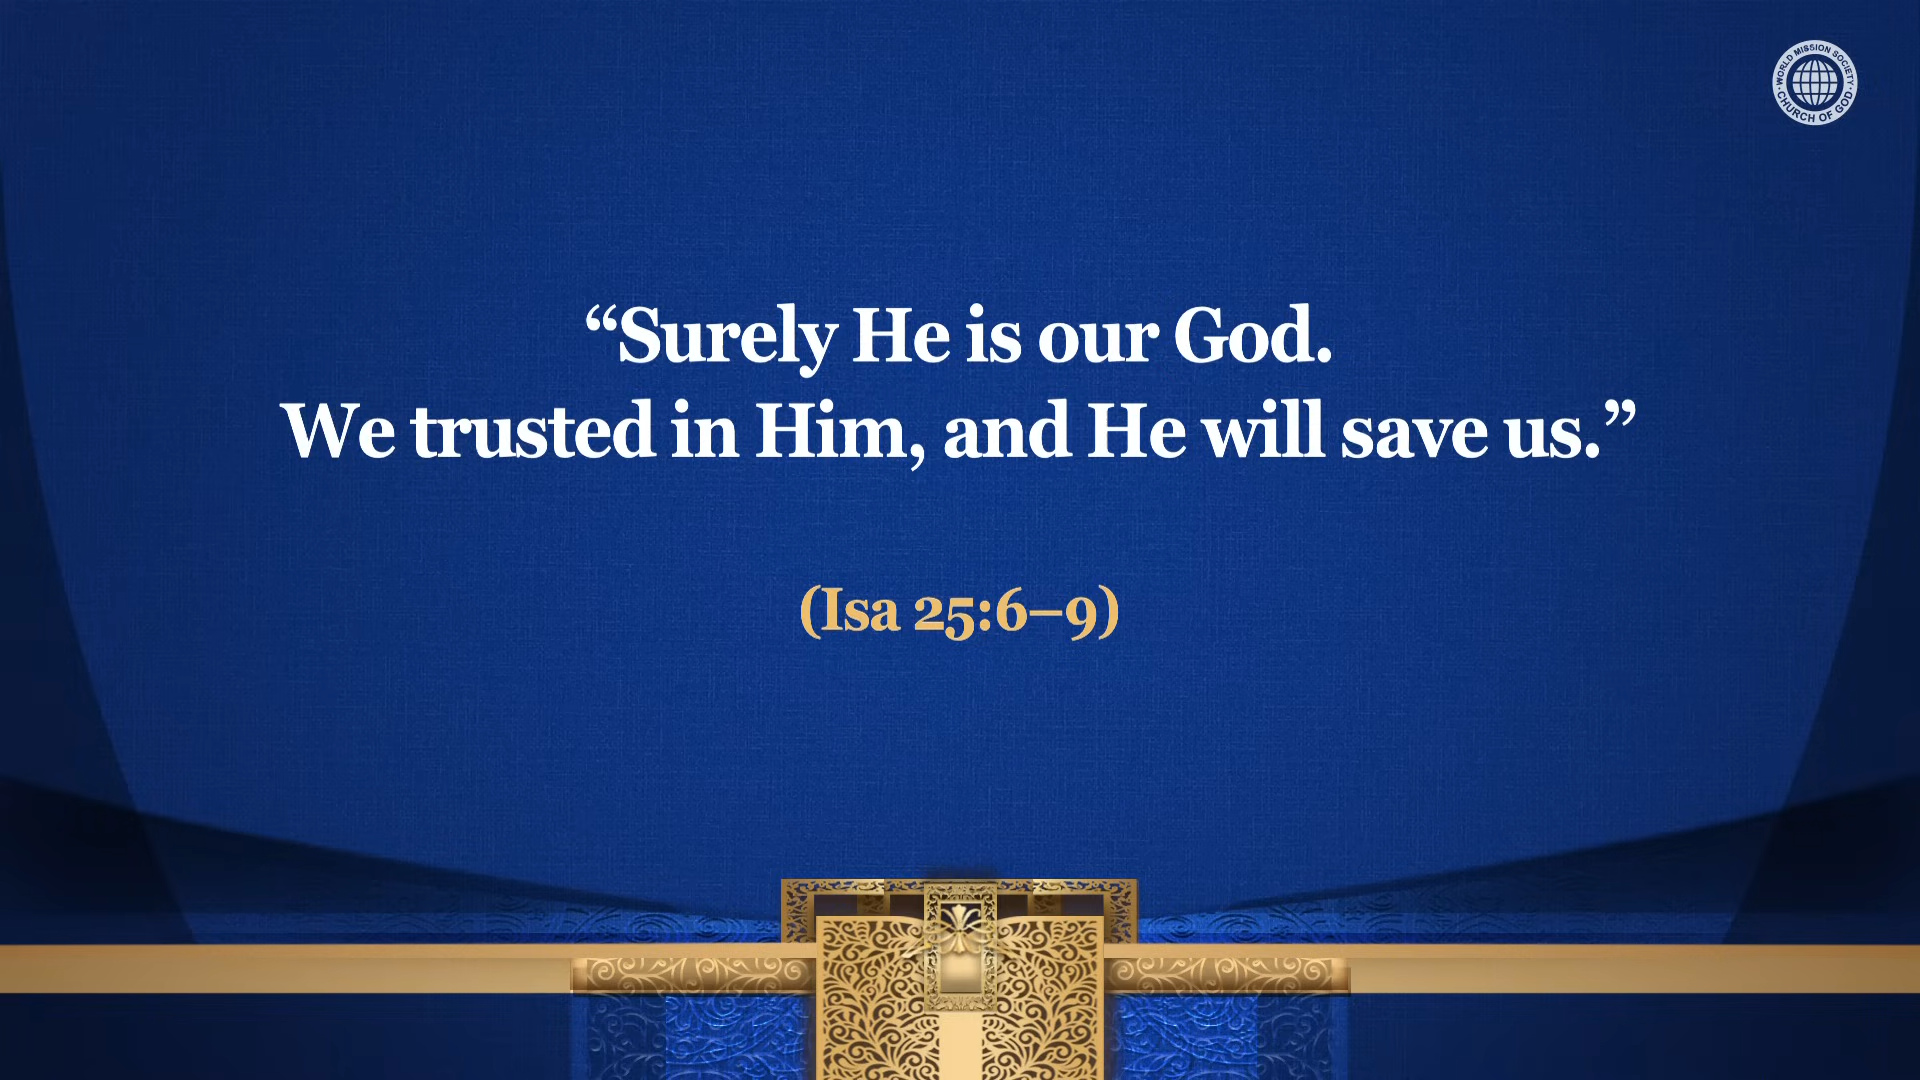 WORLD MISSION SOCIETY
CHURCH OF GOD
“Surely He is our God.
We trusted in Him, and He will save us.”
(Isa 25:6–9)